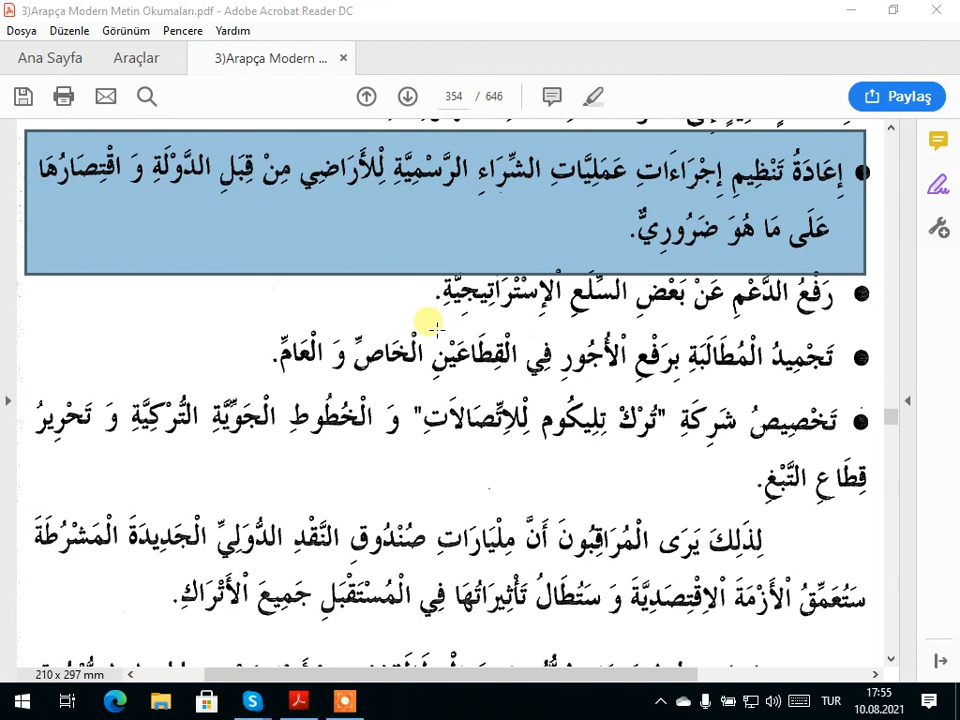 3)Arapça Modern Metin Okumaları.pdf - Adobe Acrobat Reader DC
Dosya Düzenle Görünüm Pencere Yardım
Ana Sayfa Araçlar 3)Arapça Modern ... ×
354 / 646 Paylaş
● إِعَادَةُ تَنْظِيمِ إِجْرَاءَاتِ عَمَلِيَّاتِ الشِّرَاءِ الرَّسْمِيَّةِ لِلْأَرَاضِي مِنْ قِبَلِ الدَّوْلَةِ وَ اقْتِصَارُهَا
عَلَى مَا هُوَ ضَرُورِيٌّ.
● رَفْعُ الدَّعْمِ عَنْ بَعْضِ السِّلَعِ الْإِسْتْرَاتِيجِيَّةِ.
● تَجْمِيدُ الْمُطَالَبَةِ بِرَفْعِ الْأُجُورِ فِي الْقِطَاعَيْنِ الْخَاصِّ وَ الْعَامِّ.
● تَخْصِيصُ شَرِكَةِ "تُرْكْ تِلِيكُوم لِلْاِتِّصَالَاتِ" وَ الْخُطُوطِ الْجَوِّيَّةِ التُّرْكِيَّةِ وَ تَحْرِيرُ
قِطَاعِ التَّبْغِ.
لِذَلِكَ يَرَى الْمُرَاقِبُونَ أَنَّ مِلْيَارَاتِ صُنْدُوقِ النَّقْدِ الدُّوَلِيِّ الْجَدِيدَةَ الْمَشْرُطَةَ
سَتُعَمِّقُ الْأَزْمَةَ الْاِقْتِصَدِيَّةَ وَ سَتُطَالُ تَأْثِيرَاتُهَا فِي الْمُسْتَقْبَلِ جَمِيعَ الْأَتْرَاكِ.
210 x 297 mm
TUR 17:55
10.08.2021